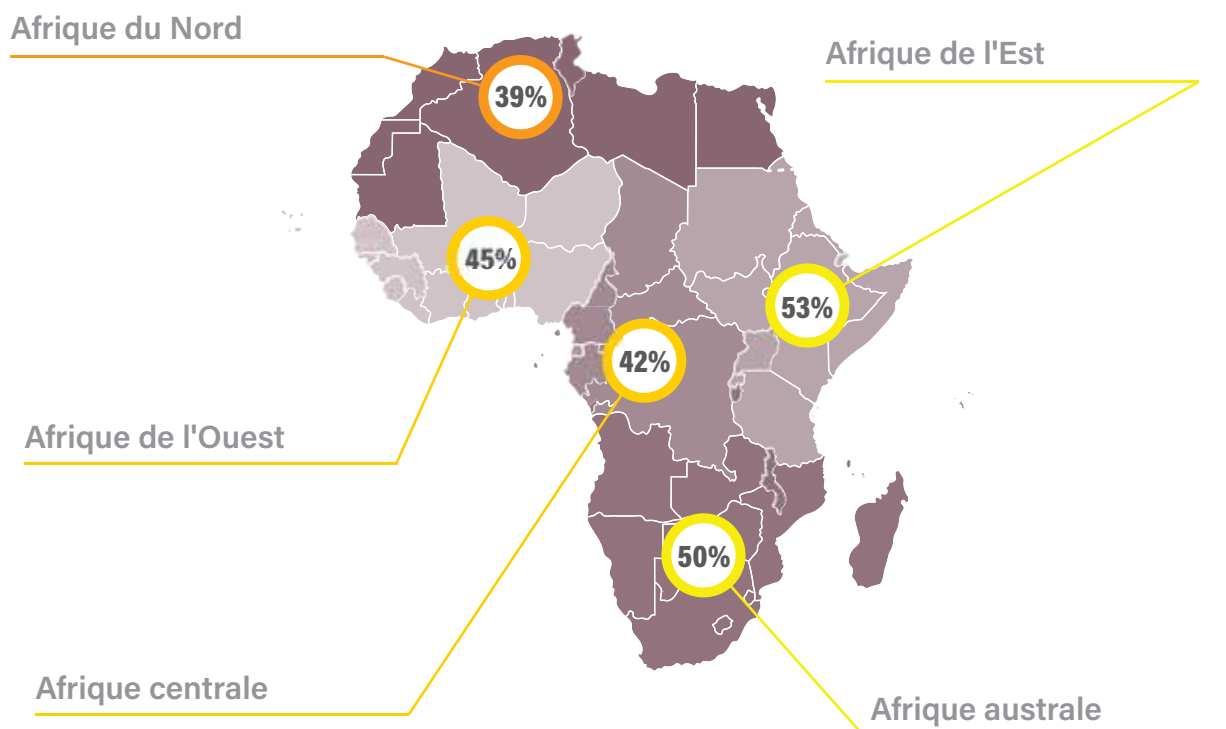 Afrique du Nord
Afrique de l'Est
39%
45%
53%
42%
Afrique de l'Ouest
50%
Afrique centrale
Afrique australe